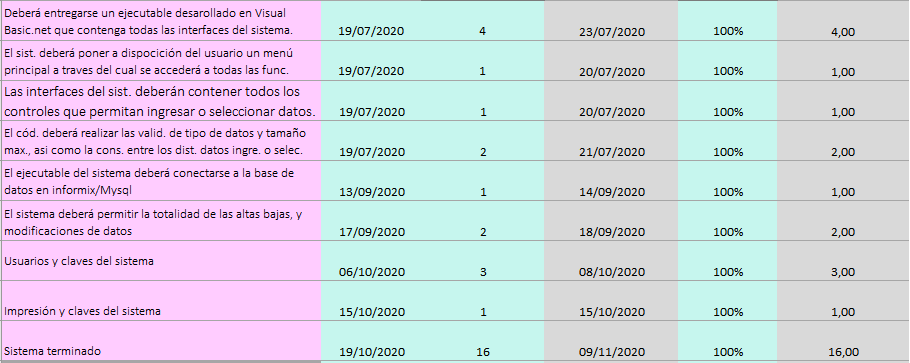 Deberá entregarse un ejecutable desarollado en Visual
Basic.net que contenga todas las interfaces del sistema. 19/07/2020 4 23/07/2020 100% 4,00
El sist. deberá poner a disposición del usuario un menú
principal a traves del cual se accederá a todas las func. 19/07/2020 1 20/07/2020 100% 1,00
Las interfaces del sist. deberán contener todos los
controles que permitan ingresar o seleccionar datos. 19/07/2020 1 20/07/2020 100% 1,00
El cód. deberá realizar las valid. de tipo de datos y tamaño
max., asi como la cons. entre los dist. datos ingre. o selec. 19/07/2020 2 21/07/2020 100% 2,00
El ejecutable del sistema deberá conectarse a la base de
datos en informix/Mysql 13/09/2020 1 14/09/2020 100% 1,00
El sistema deberá permitir la totalidad de las altas bajas, y
modificaciones de datos 17/09/2020 2 18/09/2020 100% 2,00
Usuarios y claves del sistema 06/10/2020 3 08/10/2020 100% 3,00
Impresión y claves del sistema 15/10/2020 1 15/10/2020 100% 1,00
Sistema terminado 19/10/2020 16 09/11/2020 100% 16,00